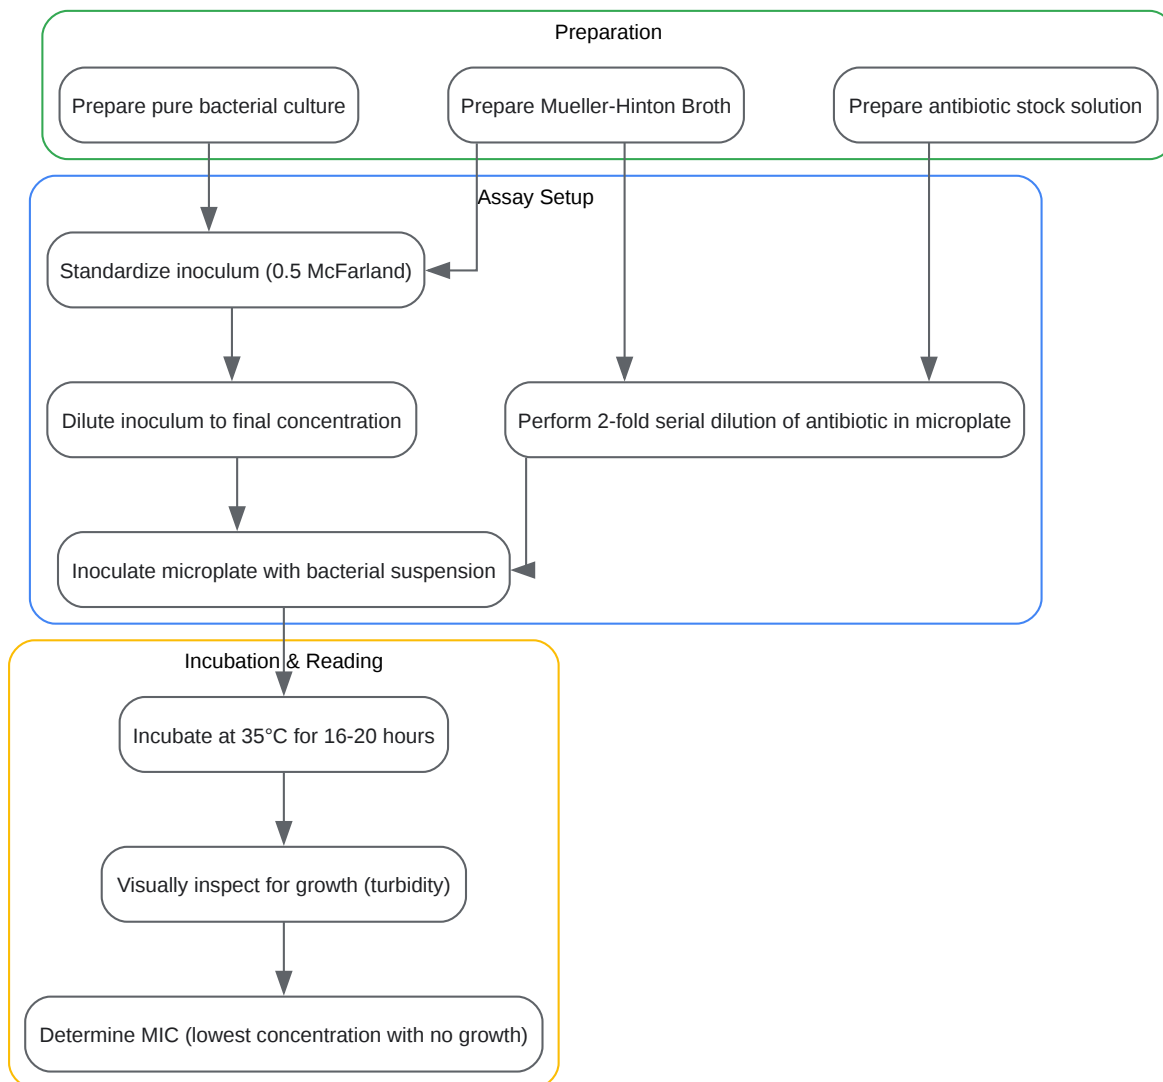 Preparation
Prepare pure bacterial culture
Prepare Mueller-Hinton Broth
Prepare antibiotic stock solution
Assay Setup
Standardize inoculum (0.5 McFarland)
Dilute inoculum to final concentration
Perform 2-fold serial dilution of antibiotic in microplate
Inoculate microplate with bacterial suspension
Incubation & Reading
Incubate at 35°C for 16-20 hours
Visually inspect for growth (turbidity)
Determine MIC (lowest concentration with no growth)